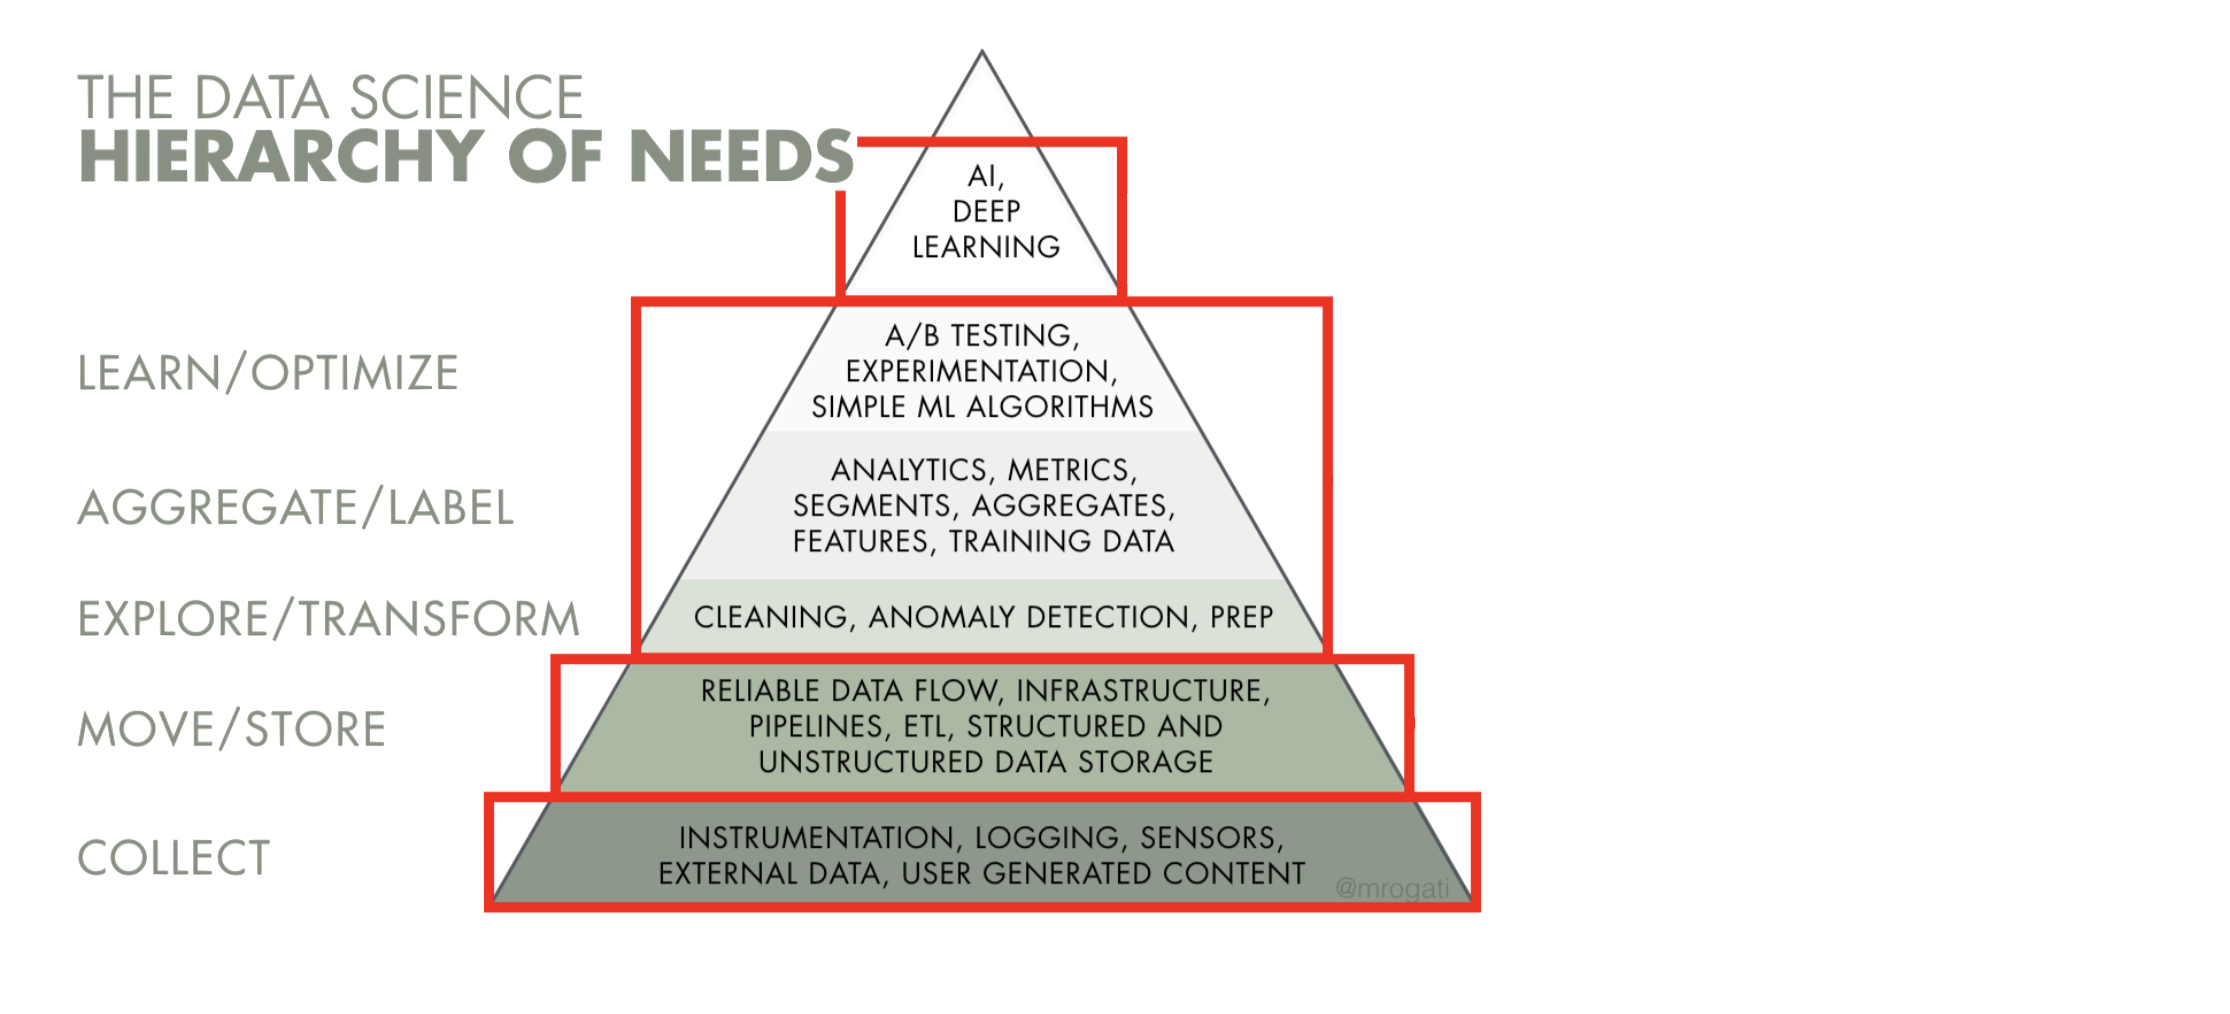 THE DATA SCIENCE
HIERARCHY OF NEEDS
AI,
DEEP
LEARNING
LEARN/OPTIMIZE
A/B TESTING,
EXPERIMENTATION,
SIMPLE ML ALGORITHMS
AGGREGATE/LABEL
ANALYTICS, METRICS,
SEGMENTS, AGGREGATES,
FEATURES, TRAINING DATA
EXPLORE/TRANSFORM
CLEANING, ANOMALY DETECTION, PREP
MOVE/STORE
RELIABLE DATA FLOW, INFRASTRUCTURE,
PIPELINES, ETL, STRUCTURED AND
UNSTRUCTURED DATA STORAGE
COLLECT
INSTRUMENTATION, LOGGING, SENSORS,
EXTERNAL DATA, USER GENERATED CONTENT
@mrogati